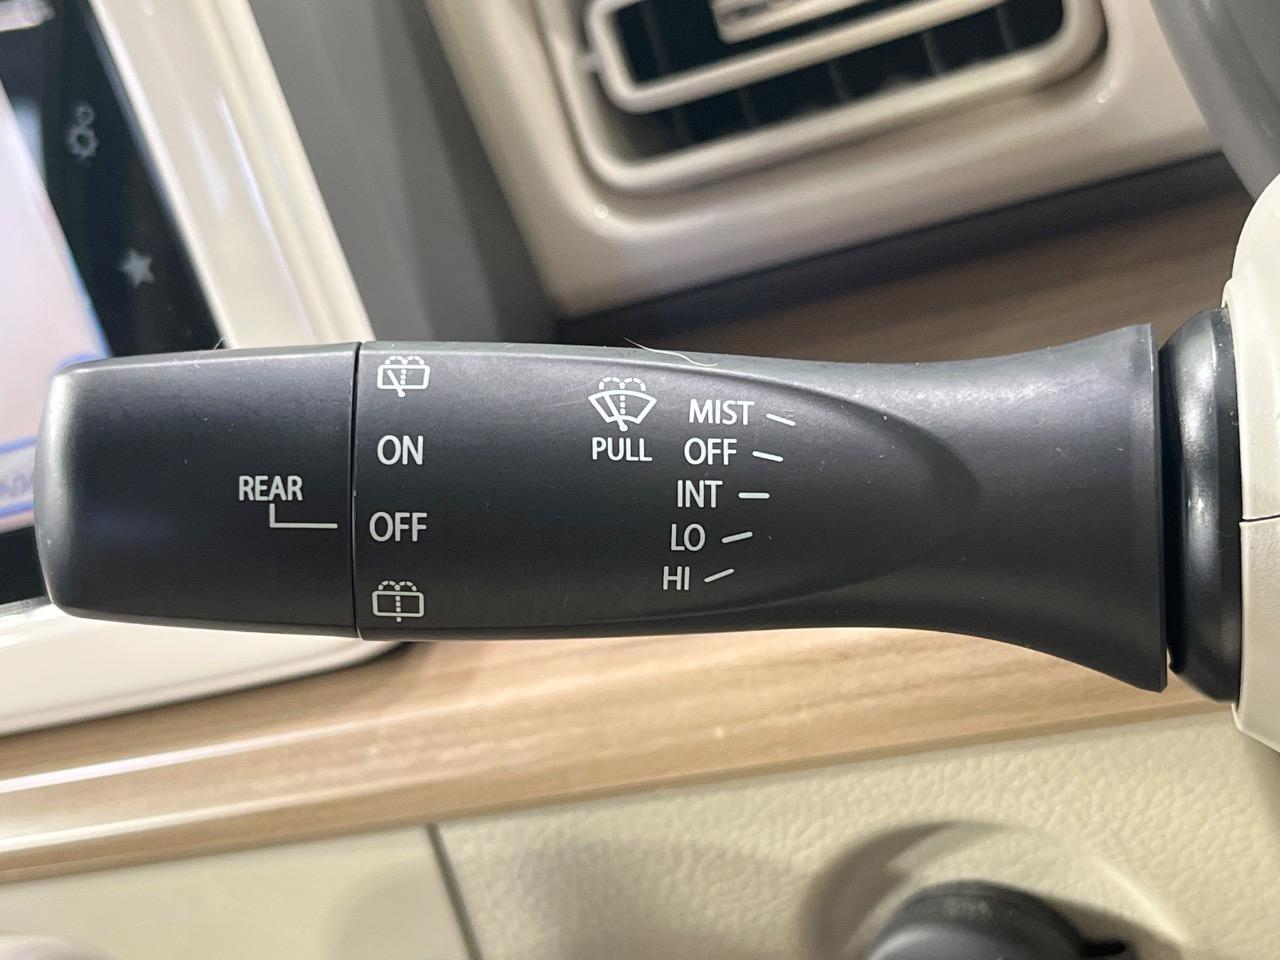 MIST
PULL
OFF
ON
INT
REAR
OFF
LO
HI